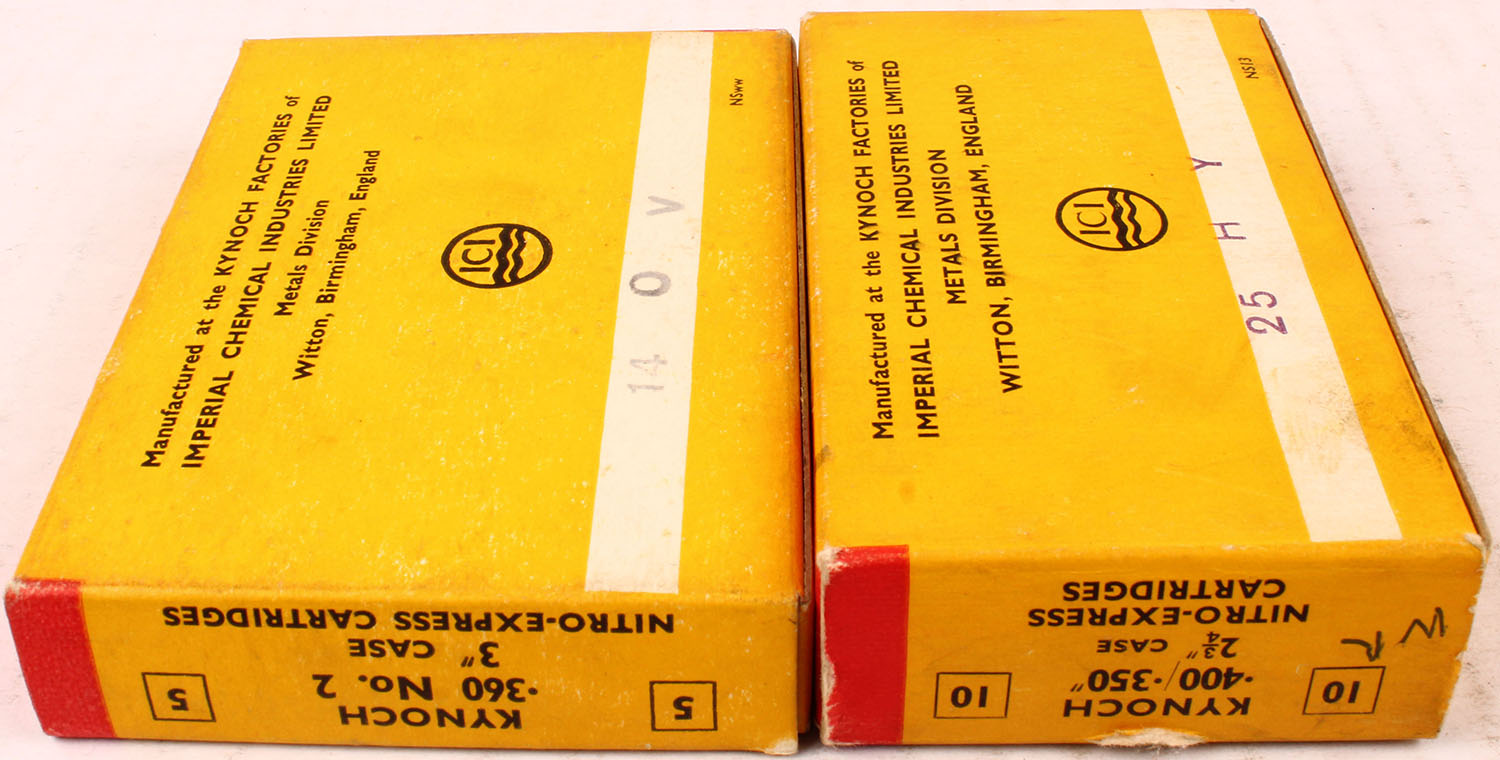 Manufactured at the KYNOCH FACTORIES of
IMPERIAL CHEMICAL INDUSTRIES LIMITED
Metals Division
Witton, Birmingham, England
ICI
14 O V
NSww
KYNOCH
·360 No. 2
3" CASE
NITRO-EXPRESS CARTRIDGES
5
5
Manufactured at the KYNOCH FACTORIES of
IMPERIAL CHEMICAL INDUSTRIES LIMITED
METALS DIVISION
WITTON, BIRMINGHAM, ENGLAND
ICI
25 H Y
NS13
KYNOCH
·400/·350"
2¾" CASE
NITRO-EXPRESS
CARTRIDGES
10
10